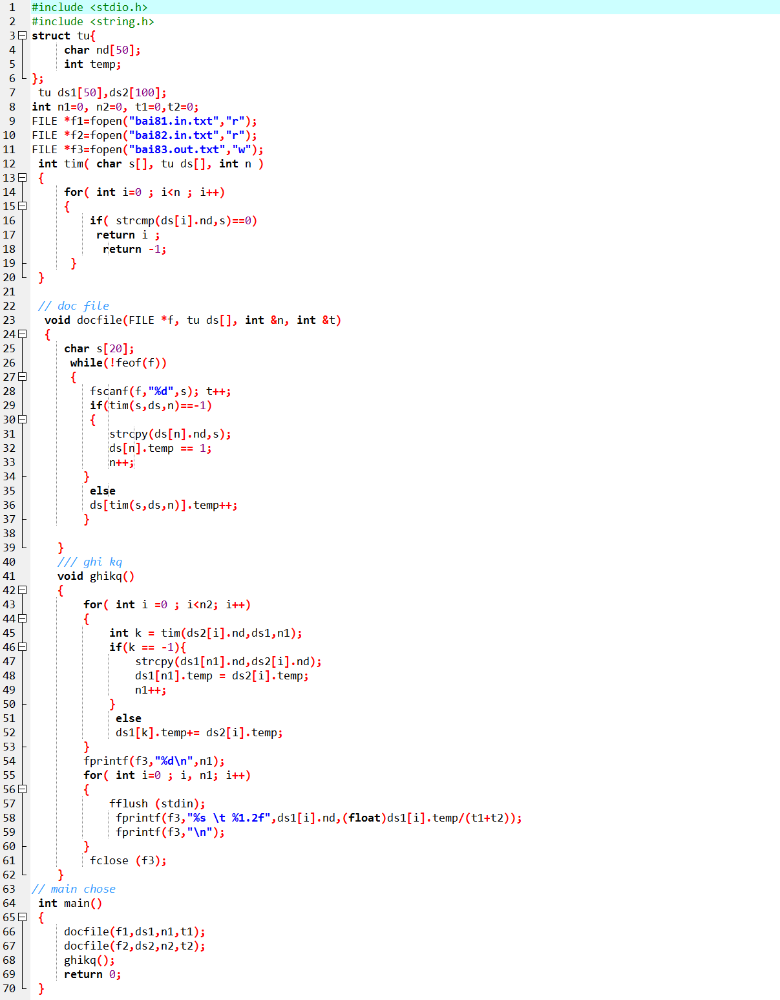 1 #include <stdio.h>
2 #include <string.h>
3 struct tu{
4 char nd[50];
5 int temp;
6 };
7 tu ds1[50],ds2[100];
8 int n1=0, n2=0, t1=0,t2=0;
9 FILE *f1=fopen("bai81.in.txt","r");
10 FILE *f2=fopen("bai82.in.txt","r");
11 FILE *f3=fopen("bai83.out.txt","w");
12 int tim( char s[], tu ds[], int n )
13 {
14 for( int i=0 ; i<n ; i++)
15 {
16 if( strcmp(ds[i].nd,s)==0)
17 return i ;
18 return -1;
19 }
20 }
21
22 // doc file
23 void docfile(FILE *f, tu ds[], int &n, int &t)
24 {
25 char s[20];
26 while(!feof(f))
27 {
28 fscanf(f,"%d",s); t++;
29 if(tim(s,ds,n)==-1)
30 {
31 strcpy(ds[n].nd,s);
32 ds[n].temp == 1;
33 n++;
34 }
35 else
36 ds[tim(s,ds,n)].temp++;
37 }
38
39 }
40 /// ghi kq
41 void ghikq()
42 {
43 for( int i =0 ; i<n2; i++)
44 {
45 int k = tim(ds2[i].nd,ds1,n1);
46 if(k == -1){
47 strcpy(ds1[n1].nd,ds2[i].nd);
48 ds1[n1].temp = ds2[i].temp;
49 n1++;
50 }
51 else
52 ds1[k].temp+= ds2[i].temp;
53 }
54 fprintf(f3,"%d\n",n1);
55 for( int i=0 ; i, n1; i++)
56 {
57 fflush (stdin);
58 fprintf(f3,"%s \t %1.2f",ds1[i].nd,(float)ds1[i].temp/(t1+t2));
59 fprintf(f3,"\n");
60 }
61 fclose (f3);
62 }
63 // main chose
64 int main()
65 {
66 docfile(f1,ds1,n1,t1);
67 docfile(f2,ds2,n2,t2);
68 ghikq();
69 return 0;
70 }